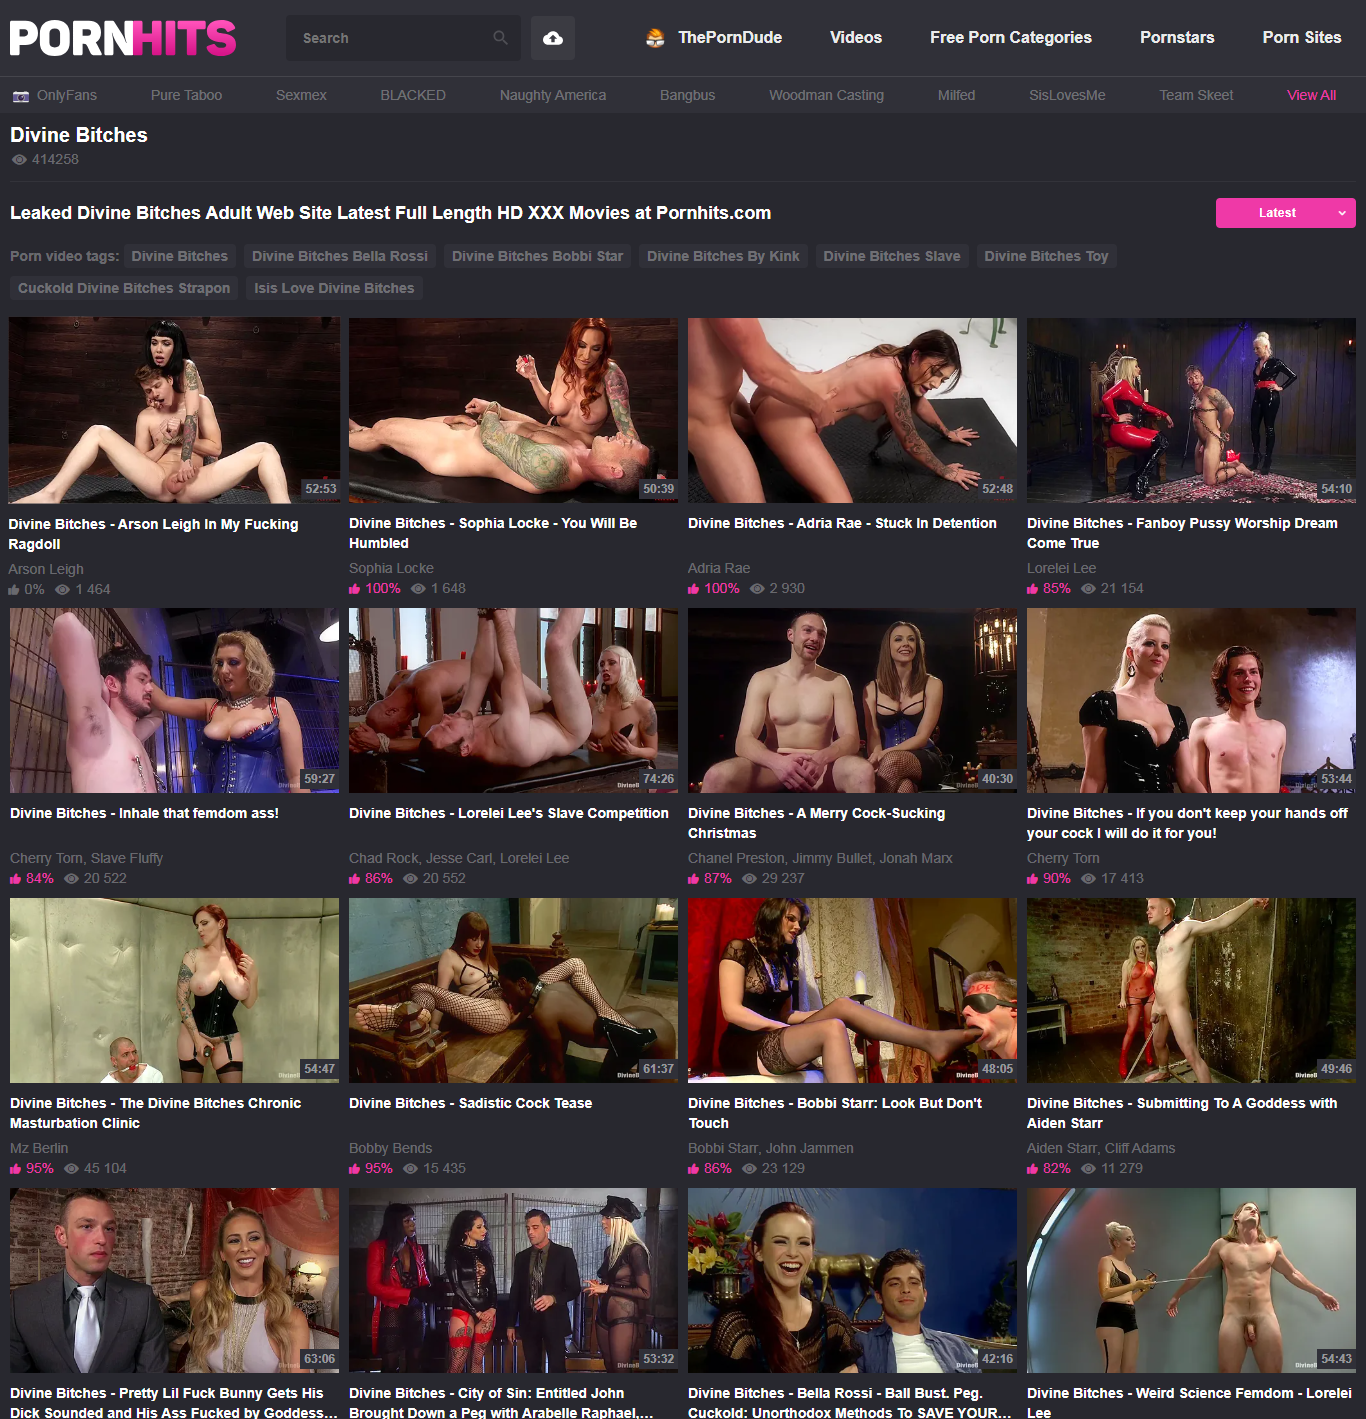 PORNHITS
Search
ThePornDude Videos Free Porn Categories Pornstars Porn Sites
OnlyFans Pure Taboo Sexmex BLACKED Naughty America Bangbus Woodman Casting Milfed SisLovesMe Team Skeet View All
Divine Bitches
414258
Leaked Divine Bitches Adult Web Site Latest Full Length HD XXX Movies at Pornhits.com
Latest
Porn video tags: Divine Bitches Divine Bitches Bella Rossi Divine Bitches Bobbi Star Divine Bitches By Kink Divine Bitches Slave Divine Bitches Toy
Cuckold Divine Bitches Strapon Isis Love Divine Bitches
52:53
Divine Bitches - Arson Leigh In My Fucking
Ragdoll
Arson Leigh
0% 1 464
50:39
Divine Bitches - Sophia Locke - You Will Be
Humbled
Sophia Locke
100% 1 648
52:48
Divine Bitches - Adria Rae - Stuck In Detention
Adria Rae
100% 2 930
54:10
Divine Bitches - Fanboy Pussy Worship Dream
Come True
Lorelei Lee
85% 21 154
59:27
Divine Bitches - Inhale that femdom ass!
Cherry Torn, Slave Fluffy
84% 20 522
74:26
Divine Bitches - Lorelei Lee's Slave Competition
Chad Rock, Jesse Carl, Lorelei Lee
86% 20 552
40:30
Divine Bitches - A Merry Cock-Sucking
Christmas
Chanel Preston, Jimmy Bullet, Jonah Marx
87% 29 237
53:44
Divine Bitches - If you don't keep your hands off
your cock I will do it for you!
Cherry Torn
90% 17 413
54:47
Divine Bitches - The Divine Bitches Chronic
Masturbation Clinic
Mz Berlin
95% 45 104
61:37
Divine Bitches - Sadistic Cock Tease
Bobby Bends
95% 15 435
48:05
Divine Bitches - Bobbi Starr: Look But Don't
Touch
Bobbi Starr, John Jammen
86% 23 129
49:46
Divine Bitches - Submitting To A Goddess with
Aiden Starr
Aiden Starr, Cliff Adams
82% 11 279
63:06
Divine Bitches - Pretty Lil Fuck Bunny Gets His
Dick Sounded and His Ass Fucked by Goddess...
53:32
Divine Bitches - City of Sin: Entitled John
Brought Down a Peg with Arabelle Raphael,...
42:16
Divine Bitches - Bella Rossi - Ball Bust. Peg.
Cuckold: Unorthodox Methods To SAVE YOUR...
54:43
Divine Bitches - Weird Science Femdom - Lorelei
Lee